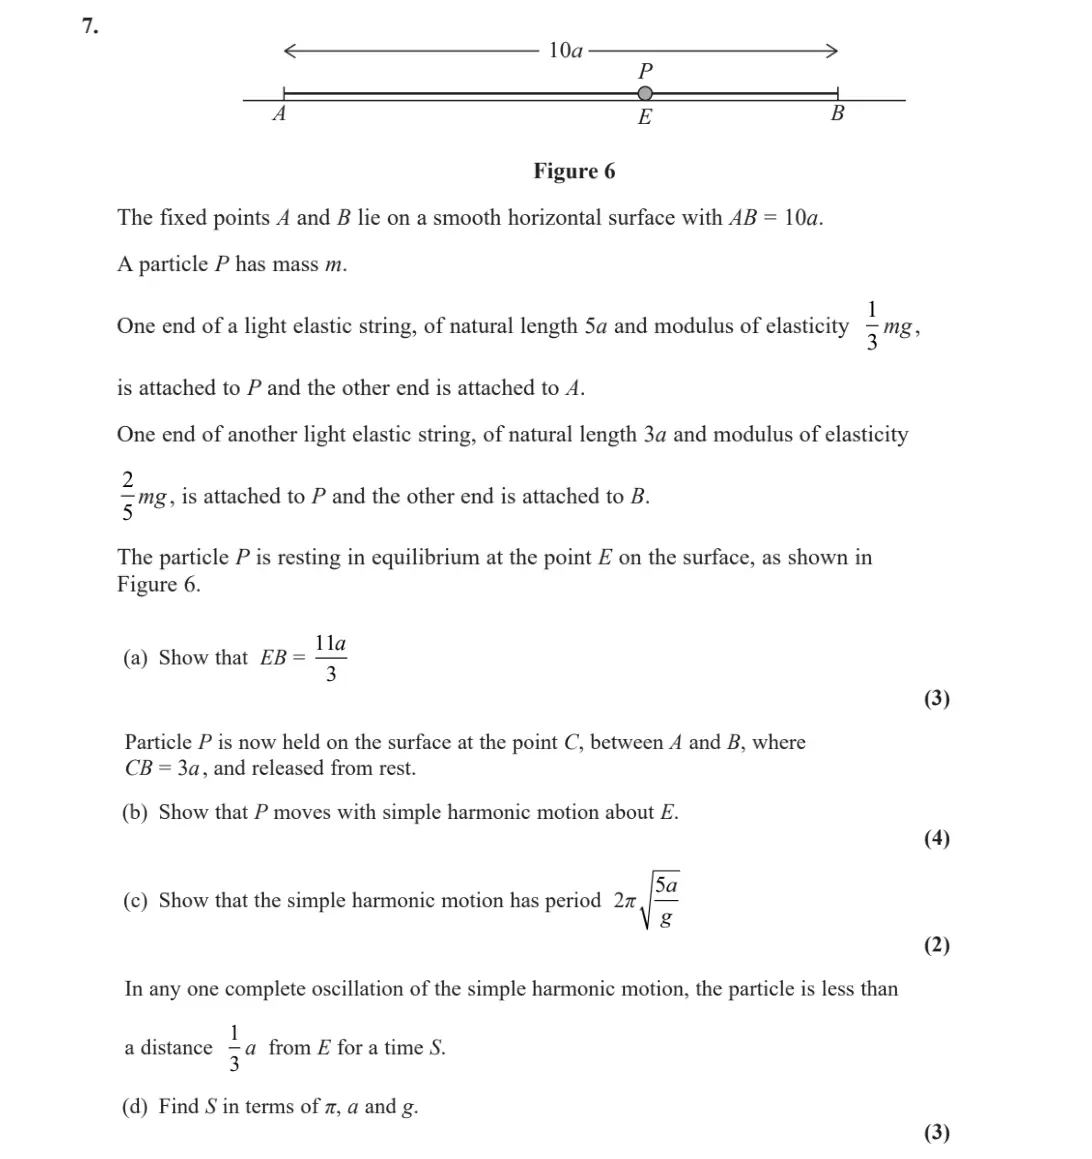 7.
10a
P
A
E
B
Figure 6
The fixed points A and B lie on a smooth horizontal surface with AB = 10a.
A particle P has mass m.
One end of a light elastic string, of natural length 5a and modulus of elasticity 1/3 mg,
is attached to P and the other end is attached to A.
One end of another light elastic string, of natural length 3a and modulus of elasticity
2/5 mg, is attached to P and the other end is attached to B.
The particle P is resting in equilibrium at the point E on the surface, as shown in
Figure 6.
(a) Show that EB = 11a/3
(3)
Particle P is now held on the surface at the point C, between A and B, where
CB = 3a, and released from rest.
(b) Show that P moves with simple harmonic motion about E.
(4)
(c) Show that the simple harmonic motion has period 2π√(5a/g)
(2)
In any one complete oscillation of the simple harmonic motion, the particle is less than
a distance 1/3 a from E for a time S.
(d) Find S in terms of π, a and g.
(3)